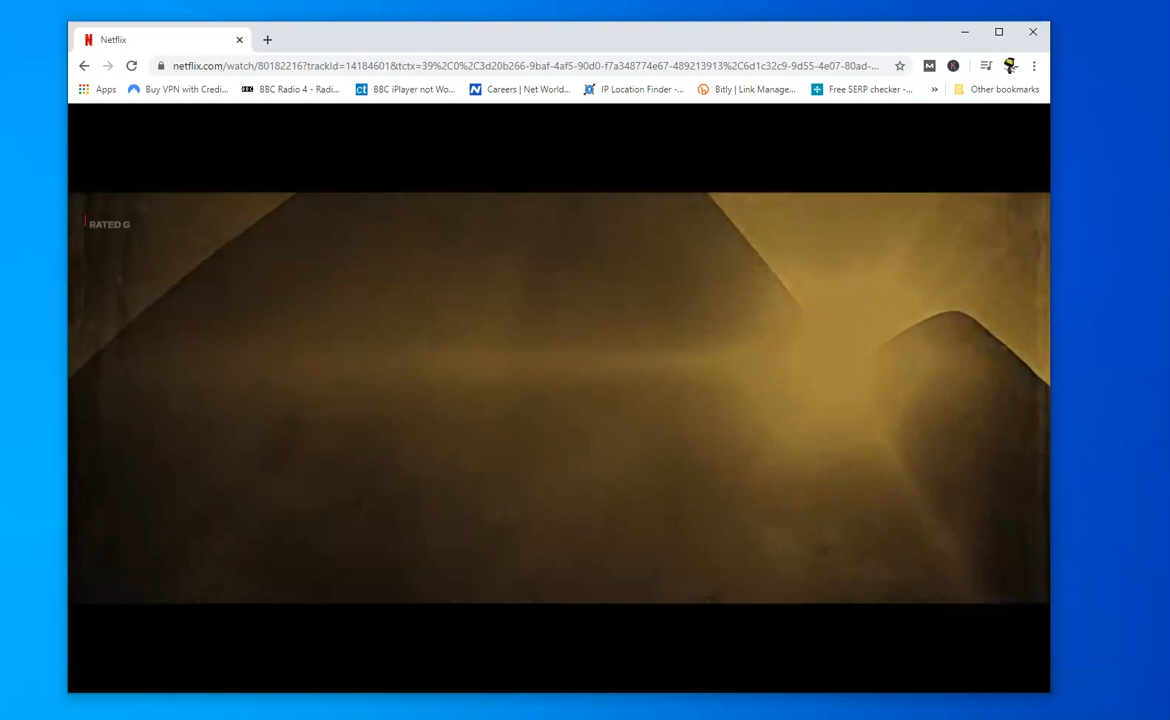 Netflix
netflix.com/watch/80182216?trackId=14184601&tctx=39%2C0%2C3d20b266-9baf-4af5-90d0-f7a348774e67-489213913%2C6d1c32c9-9d55-4e07-80ad-...
Apps Buy VPN with Credi... BBC Radio 4 - Radi... BBC iPlayer not Wo... Careers | Net World... IP Location Finder -... Bitly | Link Manage... Free SERP checker -... » Other bookmarks
RATED G